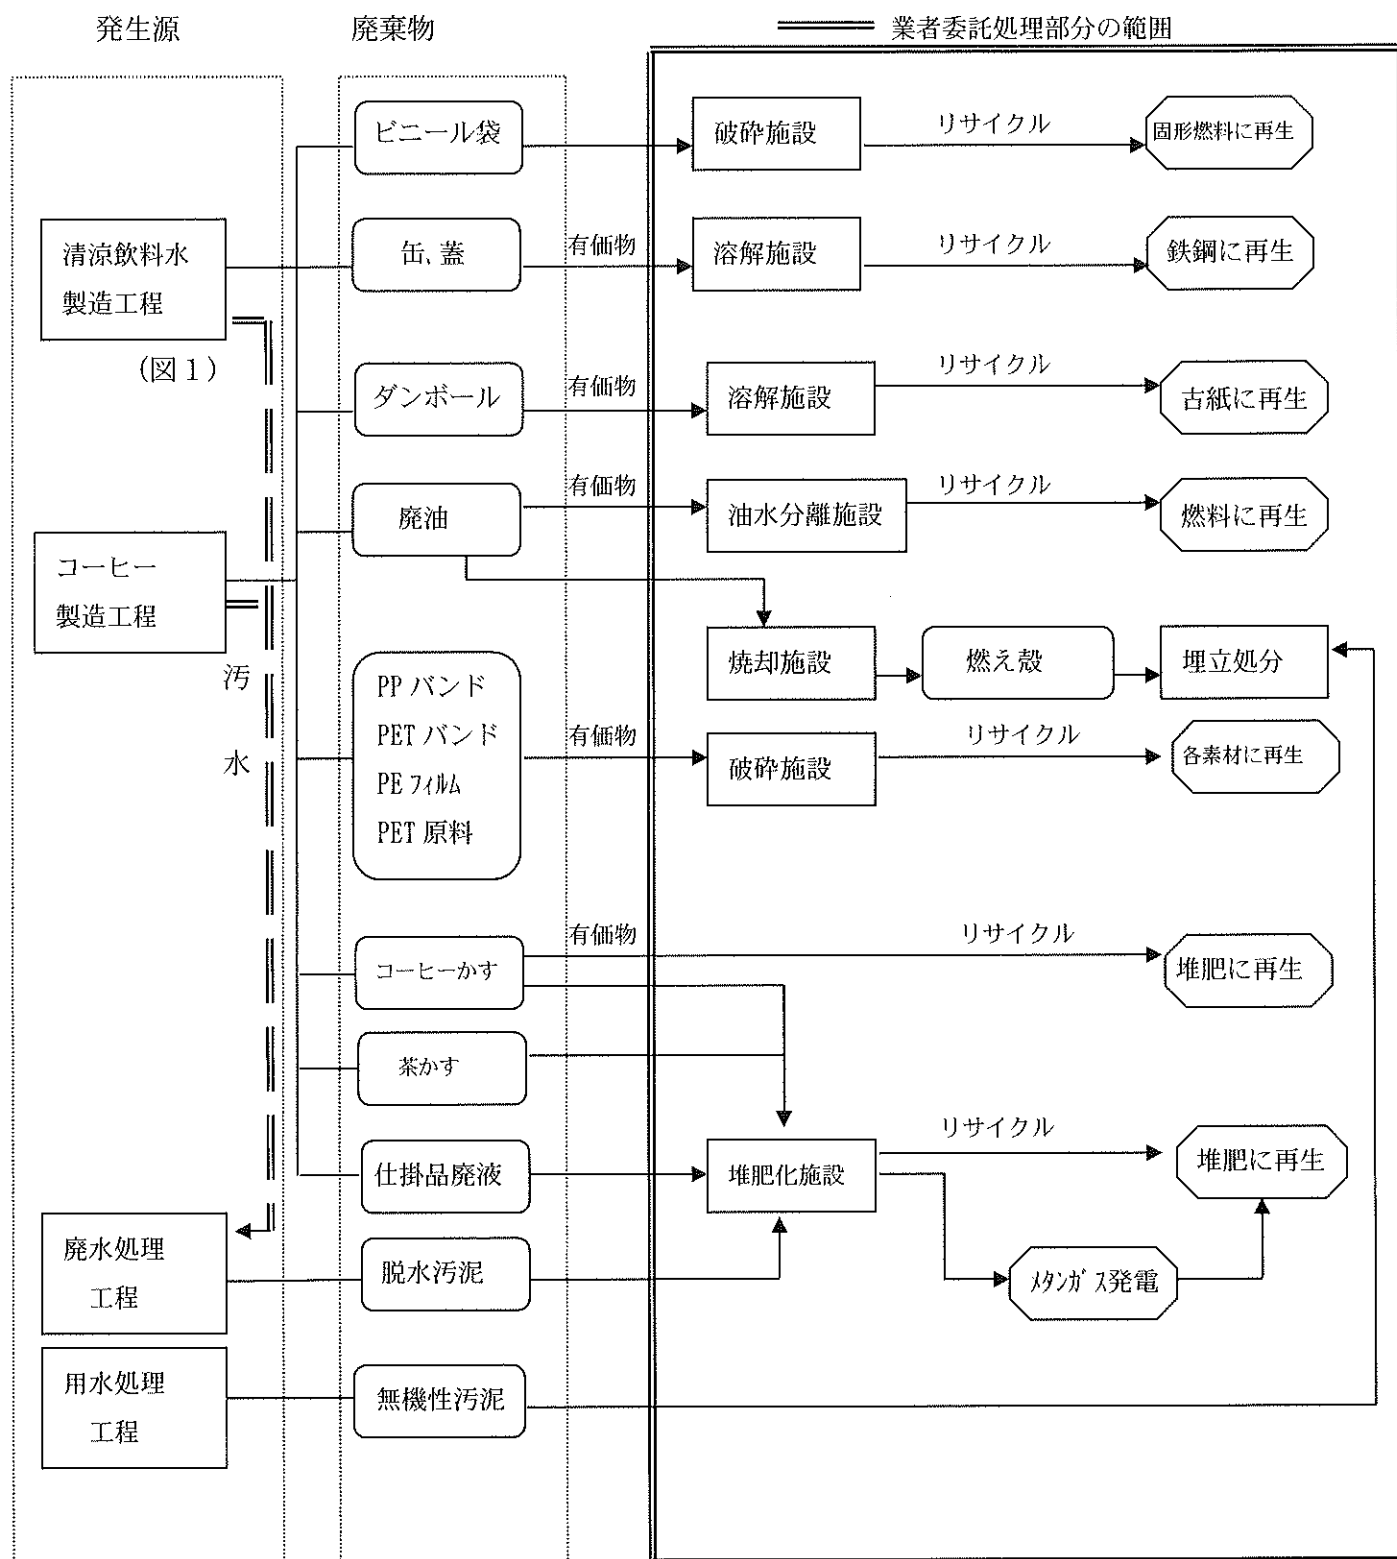 発生源
廃棄物
業者委託処理部分の範囲
ビニール袋
破砕施設
リサイクル
固形燃料に再生
清涼飲料水
製造工程
(図1)
缶、蓋
有価物
溶解施設
リサイクル
鉄鋼に再生
ダンボール
有価物
溶解施設
リサイクル
古紙に再生
廃油
有価物
油水分離施設
リサイクル
燃料に再生
コーヒー
製造工程
汚
水
焼却施設
燃え殻
埋立処分
PPバンド
PETバンド
PEフィルム
PET原料
有価物
破砕施設
リサイクル
各素材に再生
コーヒーかす
有価物
リサイクル
堆肥に再生
茶かす
仕掛品廃液
堆肥化施設
リサイクル
堆肥に再生
廃水処理
工程
脱水汚泥
メタンガス発電
用水処理
工程
無機性汚泥